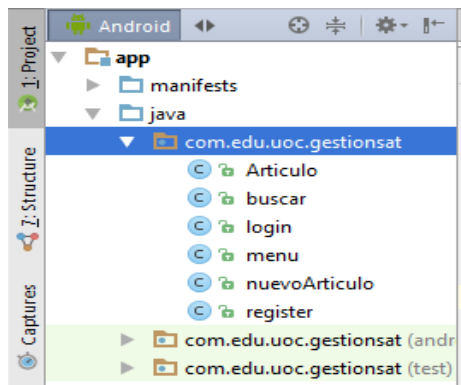 Android
1: Project
7: Structure
Captures
app
manifests
java
com.edu.uoc.gestionsat
C Articulo
C buscar
C login
C menu
C nuevoArticulo
C register
com.edu.uoc.gestionsat (andr
com.edu.uoc.gestionsat (test)